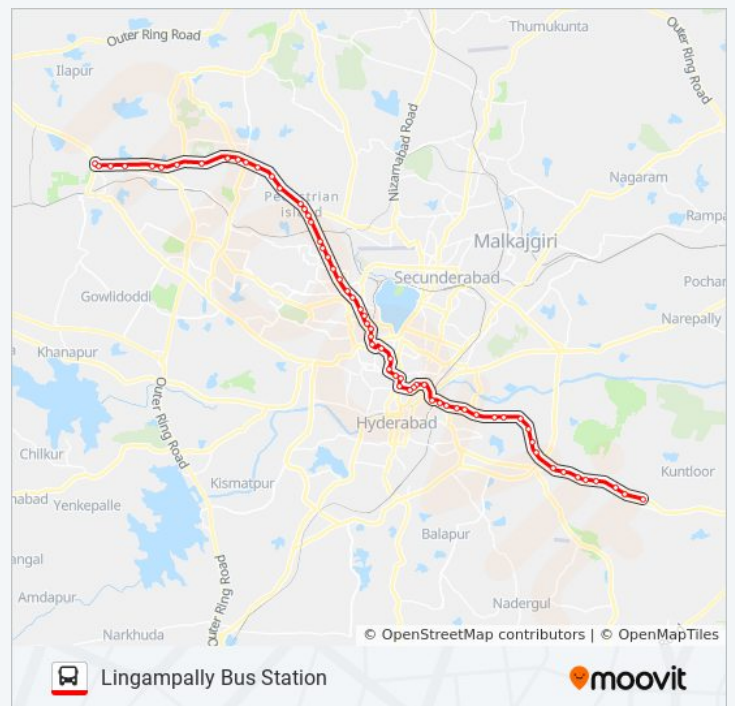 Thumukunta
Outer Ring Road
Outer Ring Road
Ilapur
Nizamabad Road
Nagaram
Pedestrian
island
Rampa
Malkajgiri
Secunderabad
Pochar
Gowlidoddi
Narepally
Khanapur
Outer Ring Road
Hyderabad
Chilkur
Kuntloor
Kismatpur
nabad
Yenkepalle
Balapur
angal
Outer Ring Road
Amdapur
Nadergul
Narkhuda
© OpenStreetMap contributors | © OpenMapTiles
Lingampally Bus Station
moovit